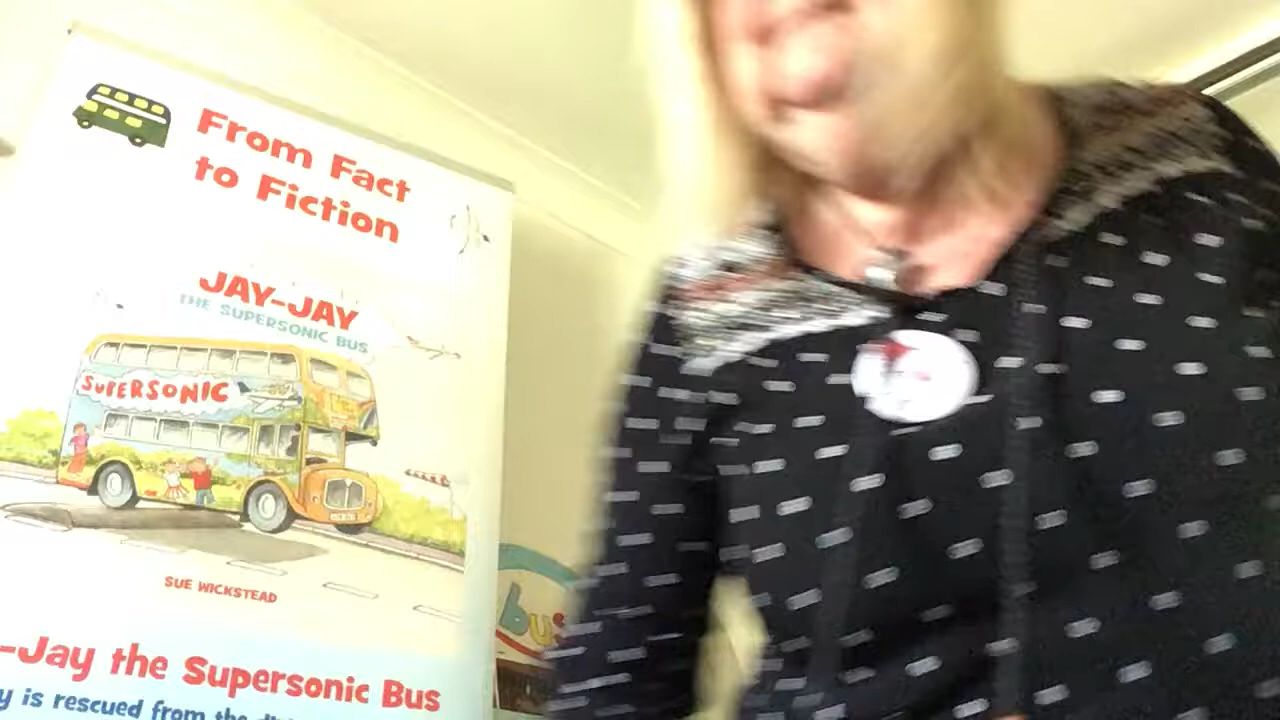 From Fact
to Fiction
JAY-JAY
THE SUPERSONIC BUS
SUPERSONIC
SUE WICKSTEAD
-Jay the Supersonic Bus
y is rescued from the
bus